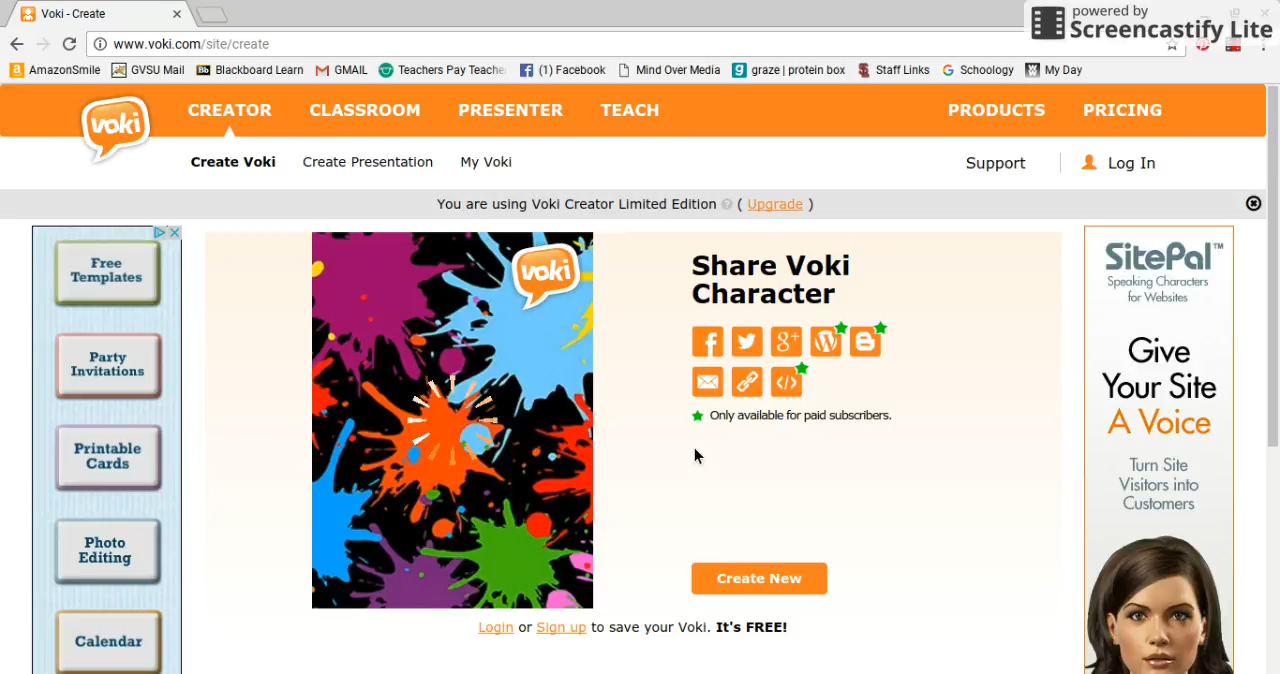 Voki - Create
powered by
Screencastify Lite
www.voki.com/site/create
AmazonSmile GVSU Mail Bb Blackboard Learn GMAIL Teachers Pay Teache (1) Facebook Mind Over Media graze | protein box Staff Links Schoology My Day
voki
CREATOR CLASSROOM PRESENTER TEACH PRODUCTS PRICING
Create Voki Create Presentation My Voki Support Log In
You are using Voki Creator Limited Edition ? ( Upgrade )
Free
Templates
Party
Invitations
Printable
Cards
Photo
Editing
Calendar
voki
Share Voki
Character
Only available for paid subscribers.
Create New
Login or Sign up to save your Voki. It's FREE!
SitePal™
Speaking Characters
for Websites
Give
Your Site
A Voice
Turn Site
Visitors into
Customers